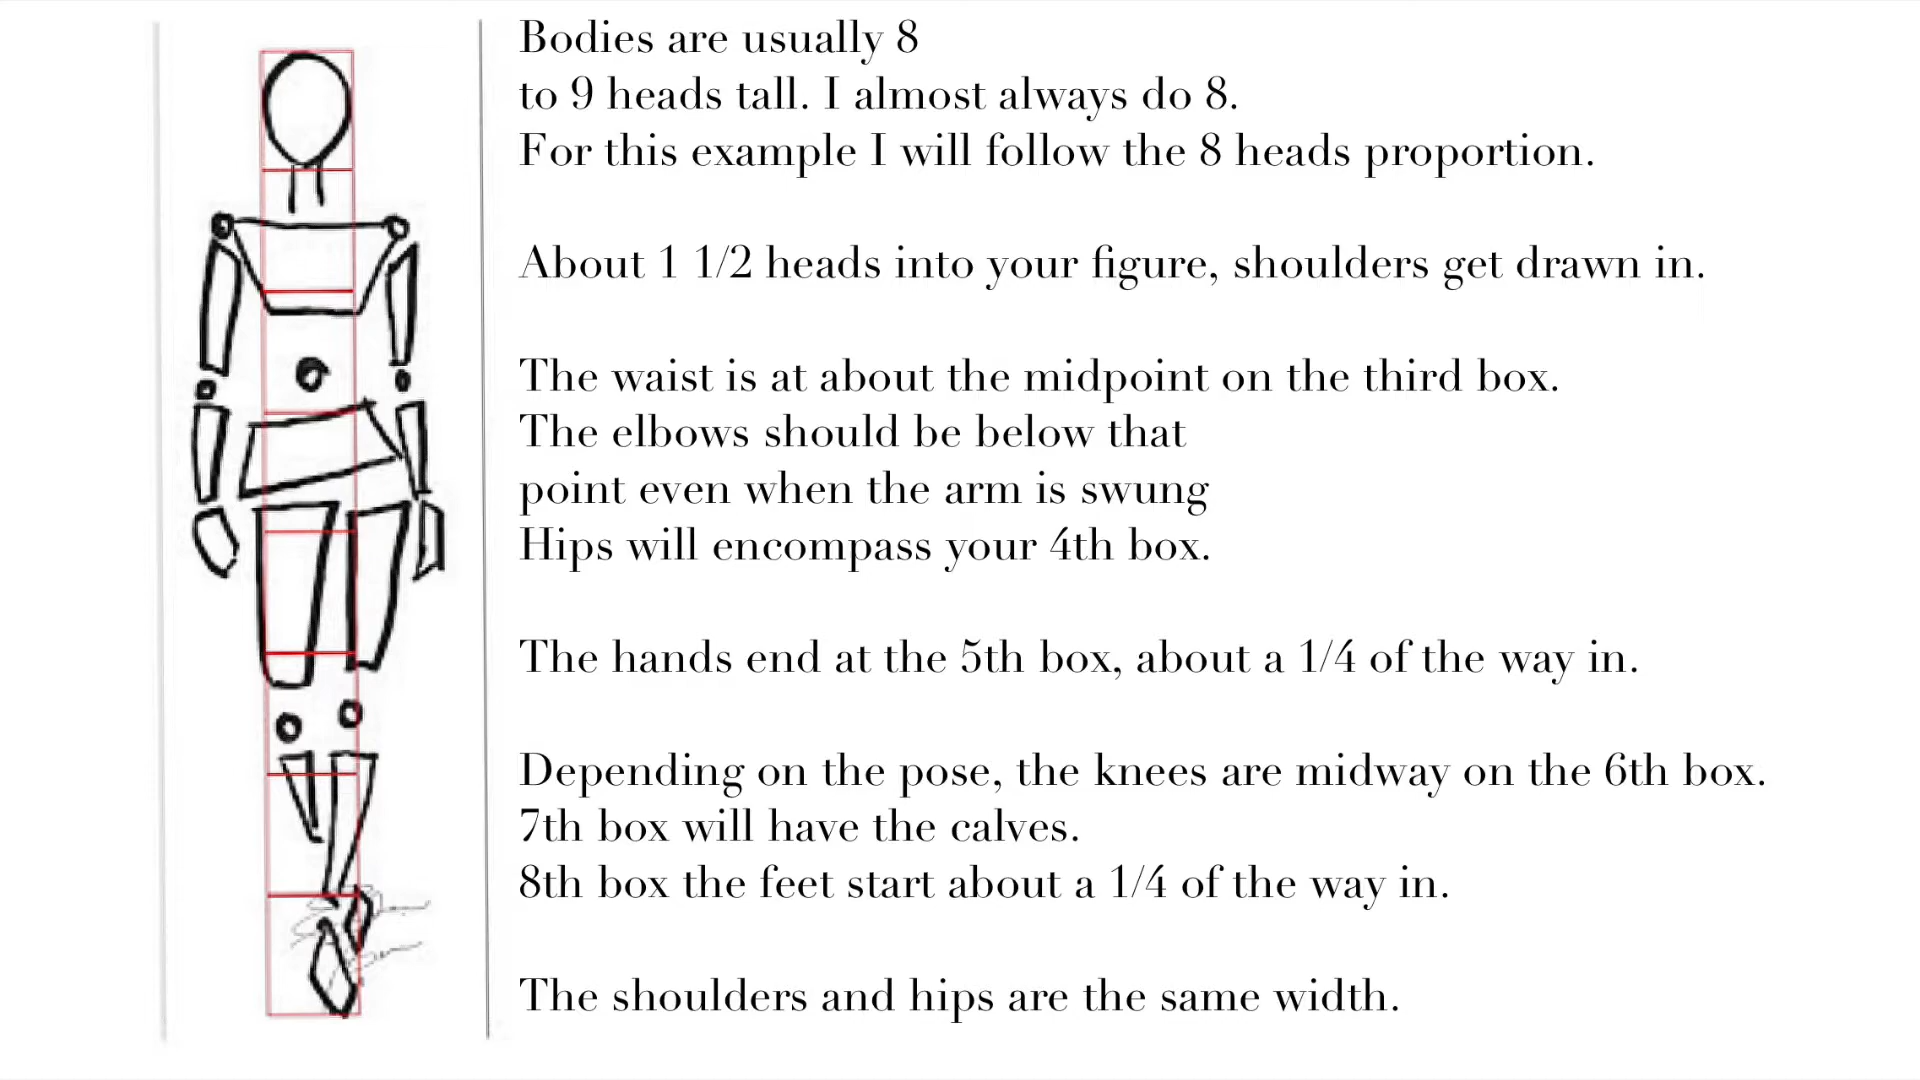 Bodies are usually 8
to 9 heads tall. I almost always do 8.
For this example I will follow the 8 heads proportion.
About 1 1/2 heads into your figure, shoulders get drawn in.
The waist is at about the midpoint on the third box.
The elbows should be below that
point even when the arm is swung
Hips will encompass your 4th box.
The hands end at the 5th box, about a 1/4 of the way in.
Depending on the pose, the knees are midway on the 6th box.
7th box will have the calves.
8th box the feet start about a 1/4 of the way in.
The shoulders and hips are the same width.